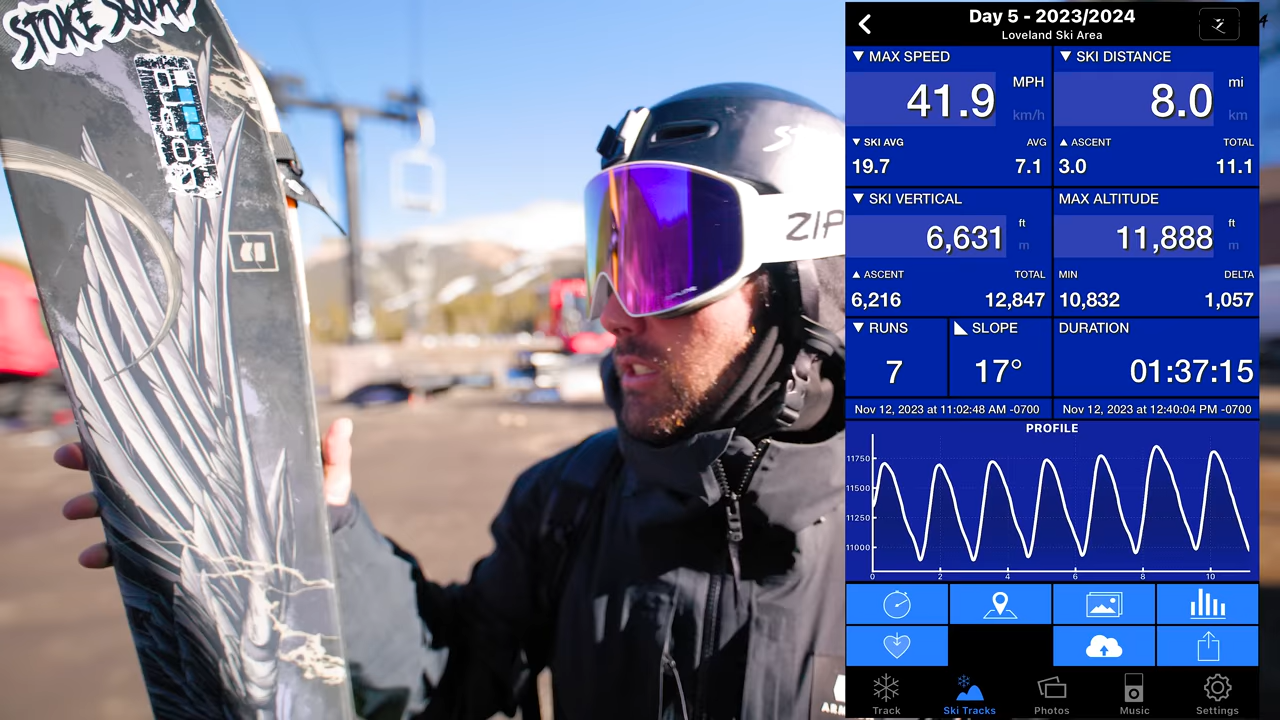 STOKE SQUAD
ZIP
Day 5 - 2023/2024
Loveland Ski Area
▼ MAX SPEED
41.9
MPH
km/h
▼ SKI AVG
AVG
19.7
7.1
▼ SKI DISTANCE
8.0
mi
km
▲ ASCENT
TOTAL
3.0
11.1
▼ SKI VERTICAL
6,631
ft
m
▲ ASCENT
TOTAL
6,216
12,847
MAX ALTITUDE
11,888
ft
m
MIN
DELTA
10,832
1,057
▼ RUNS
7
SLOPE
17°
DURATION
01:37:15
Nov 12, 2023 at 11:02:48 AM -0700
Nov 12, 2023 at 12:40:04 PM -0700
PROFILE
11750
11500
11250
11000
0
2
4
6
8
10
Track
Ski Tracks
Photos
Music
Settings